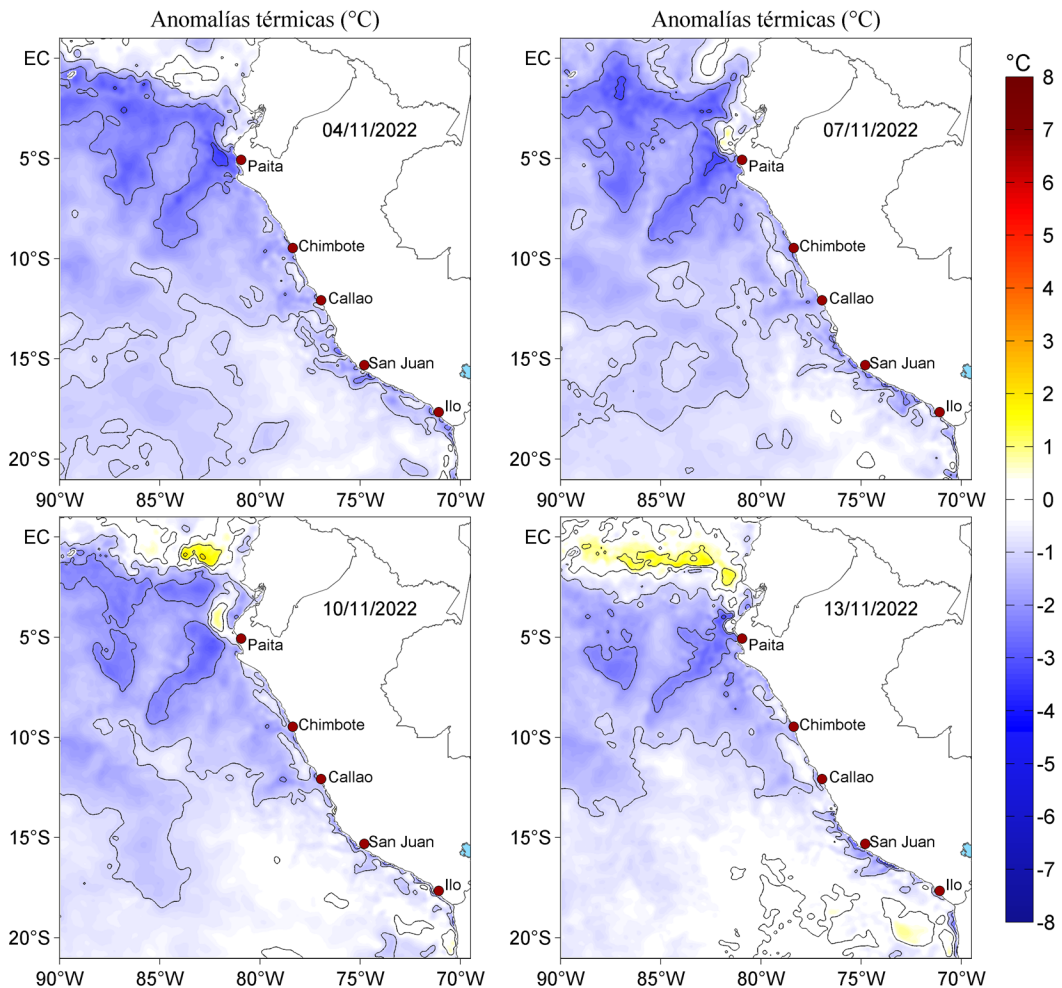 Anomalías térmicas (°C)
Anomalías térmicas (°C)
EC
5°S
10°S
15°S
20°S
90°W
85°W
80°W
75°W
70°W
04/11/2022
Paita
Chimbote
Callao
San Juan
Ilo
EC
5°S
10°S
15°S
20°S
90°W
85°W
80°W
75°W
70°W
07/11/2022
Paita
Chimbote
Callao
San Juan
Ilo
EC
5°S
10°S
15°S
20°S
90°W
85°W
80°W
75°W
70°W
10/11/2022
Paita
Chimbote
Callao
San Juan
Ilo
EC
5°S
10°S
15°S
20°S
90°W
85°W
80°W
75°W
70°W
13/11/2022
Paita
Chimbote
Callao
San Juan
Ilo
°C
8
7
6
5
4
3
2
1
0
-1
-2
-3
-4
-5
-6
-7
-8